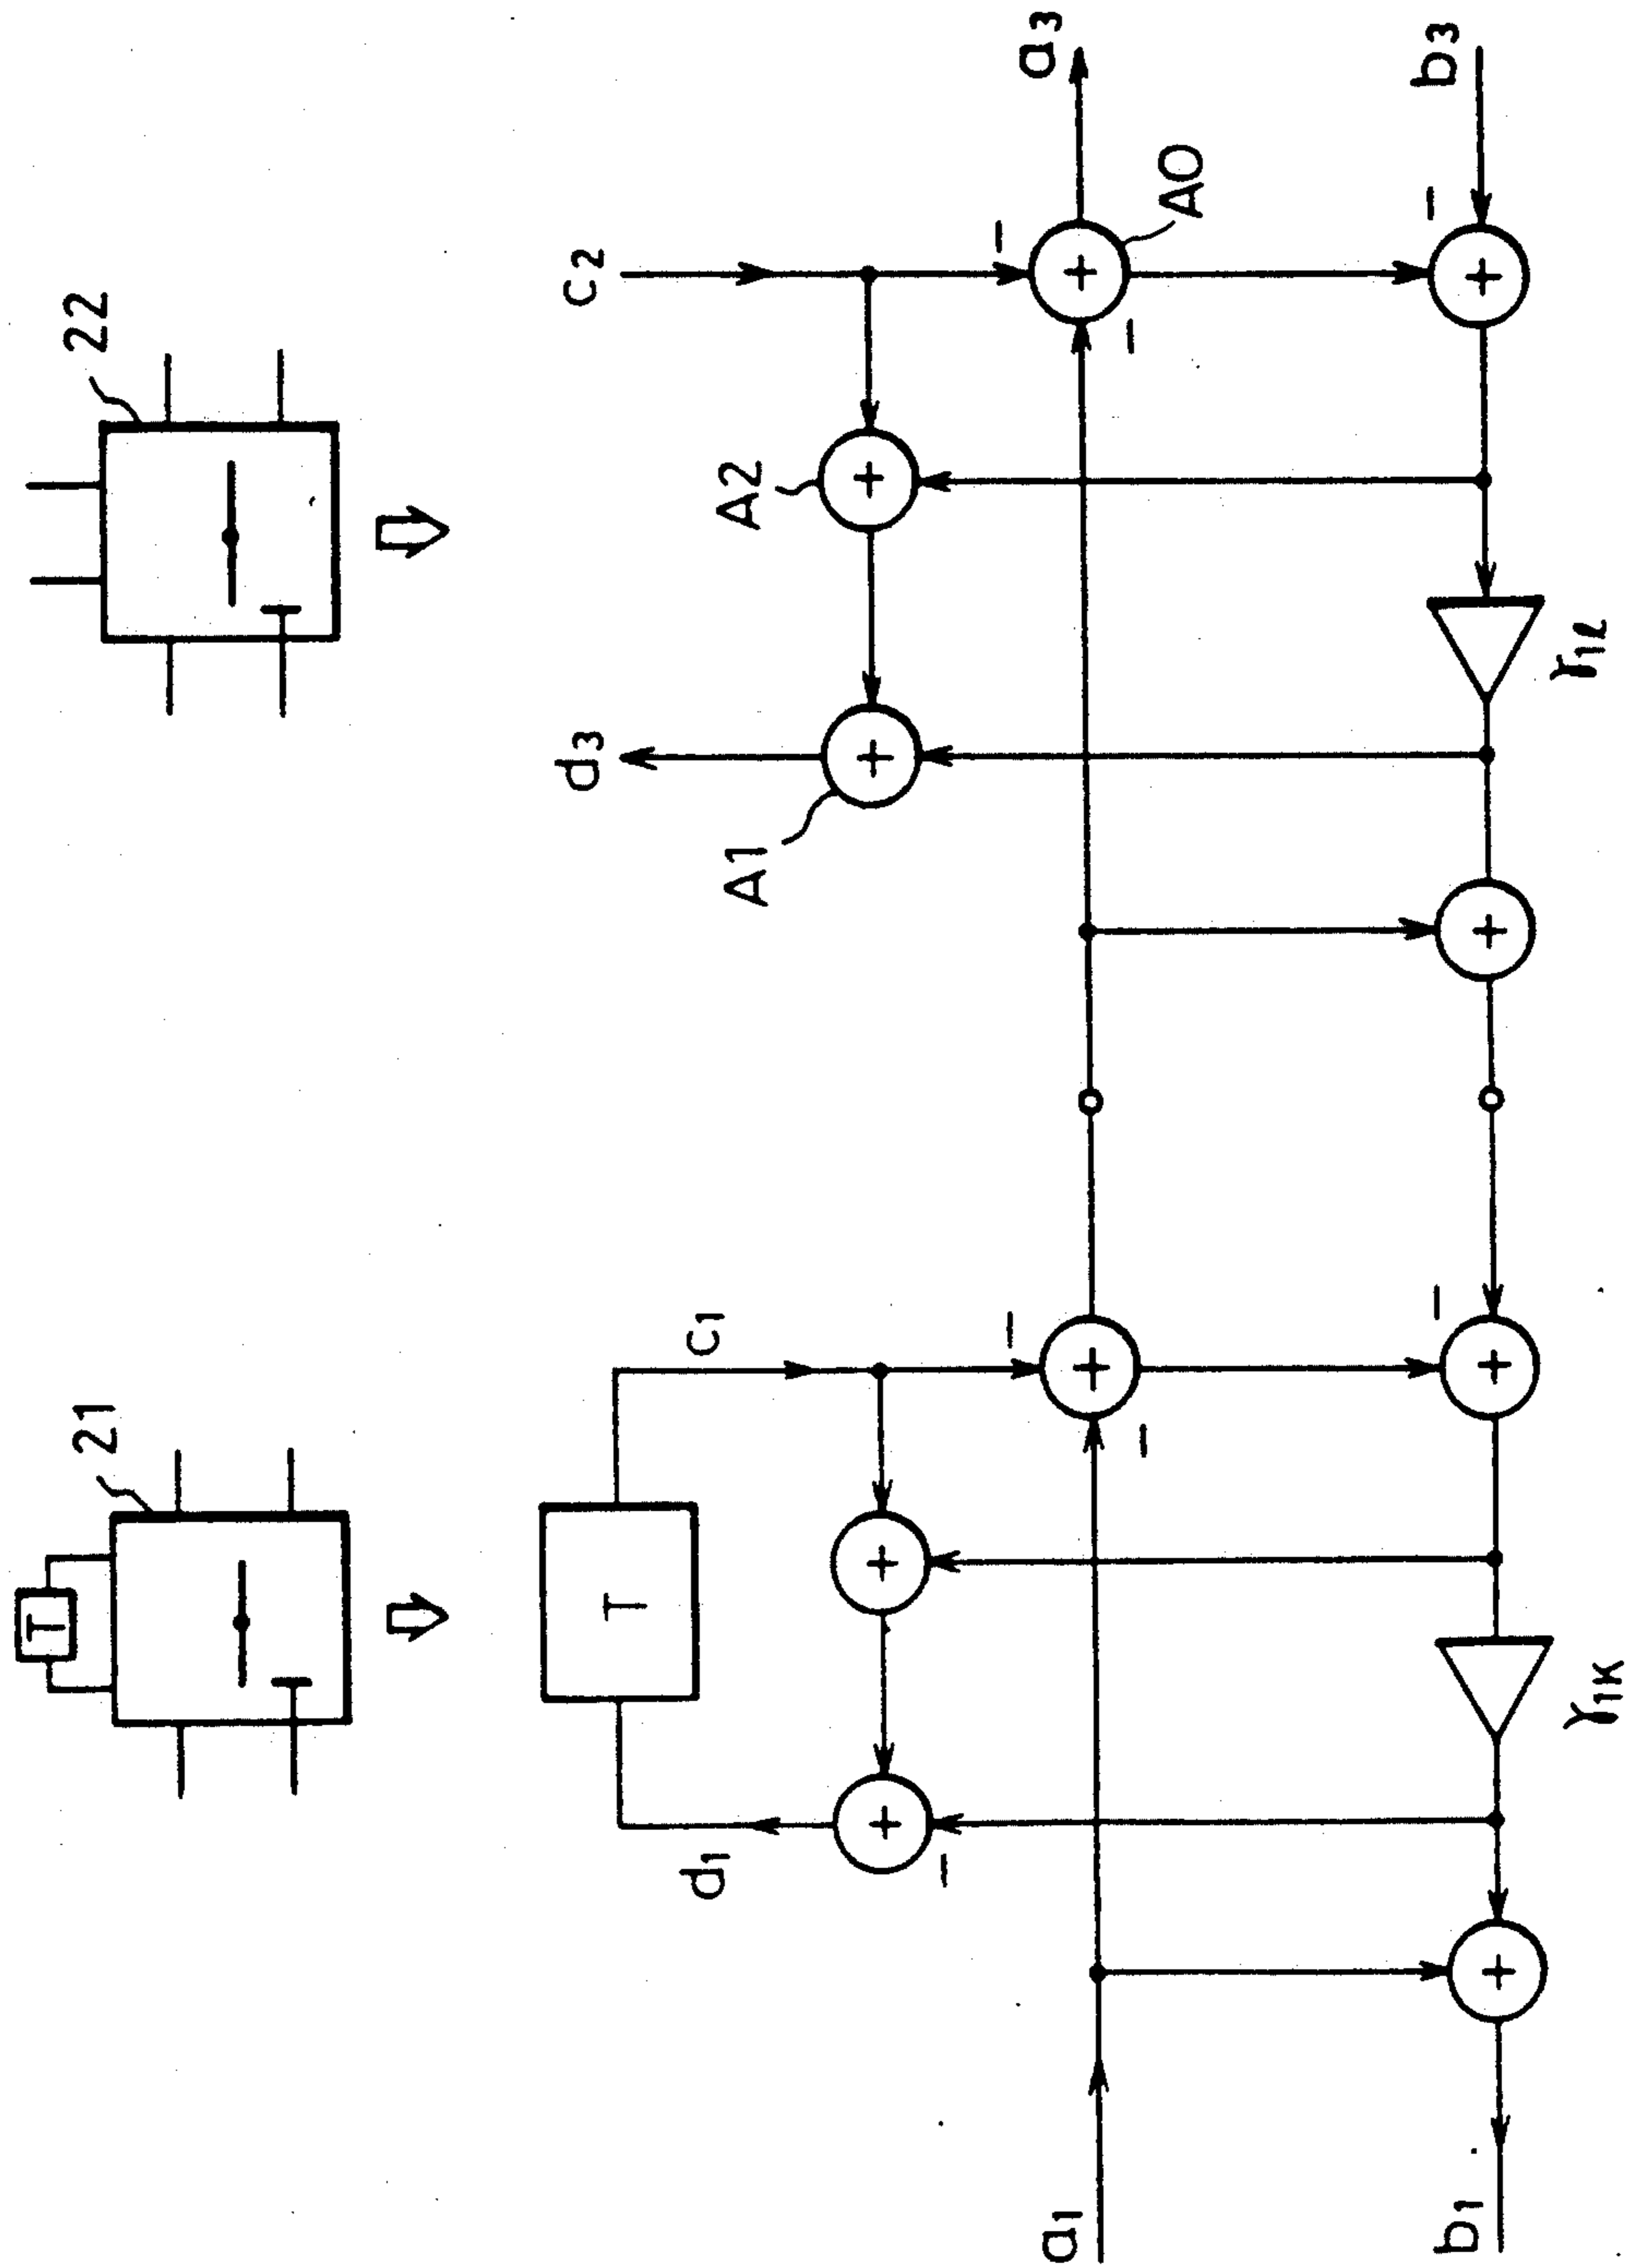 21
22
T
T
c1
d1
c2
d3
A2
A1
A0
a3
b3
γ1ℓ
γ1K
a1
b1
+
+
+
+
+
+
+
+
+
+
−
−
−
−
−
−
−